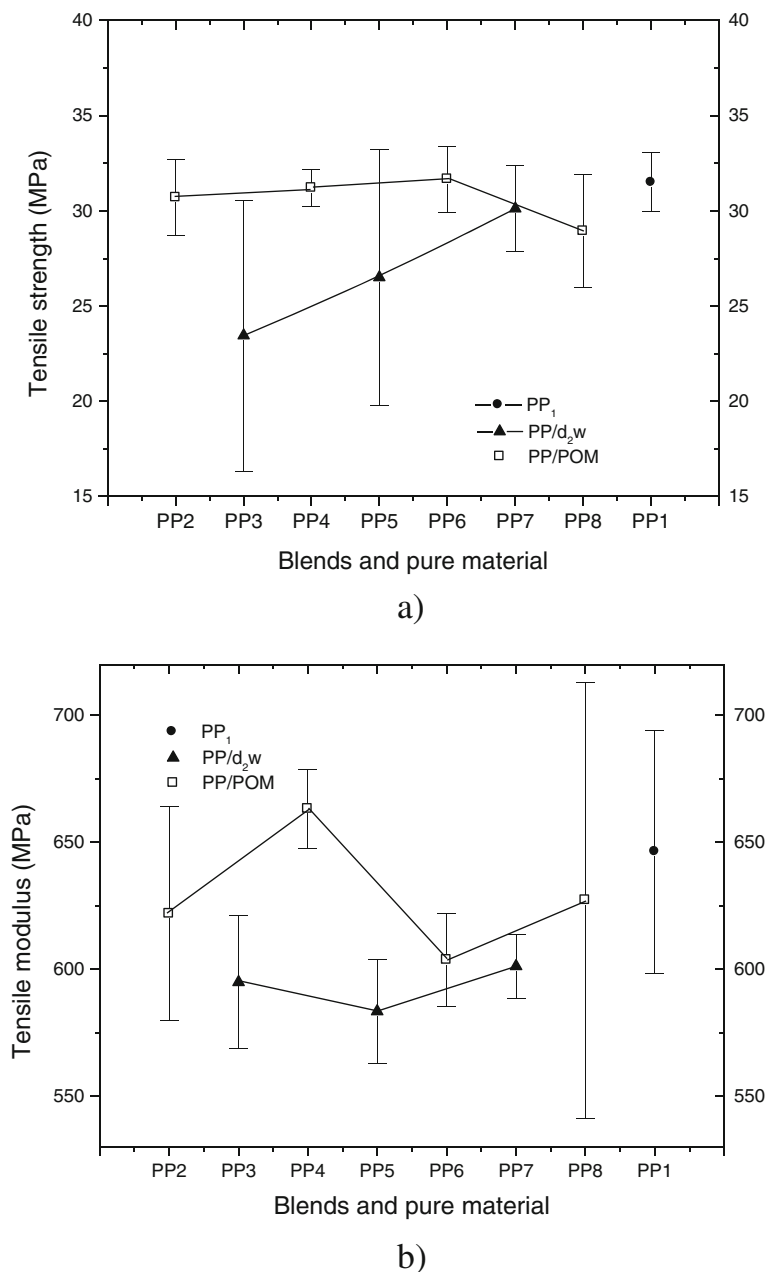 40
40
35
35
30
30
25
25
20
20
15
15
Tensile strength (MPa)
PP₁
PP/d₂w
PP/POM
PP2 PP3 PP4 PP5 PP6 PP7 PP8 PP1
Blends and pure material
a)
700
700
650
650
600
600
550
550
Tensile modulus (MPa)
PP₁
PP/d₂w
PP/POM
PP2 PP3 PP4 PP5 PP6 PP7 PP8 PP1
Blends and pure material
b)